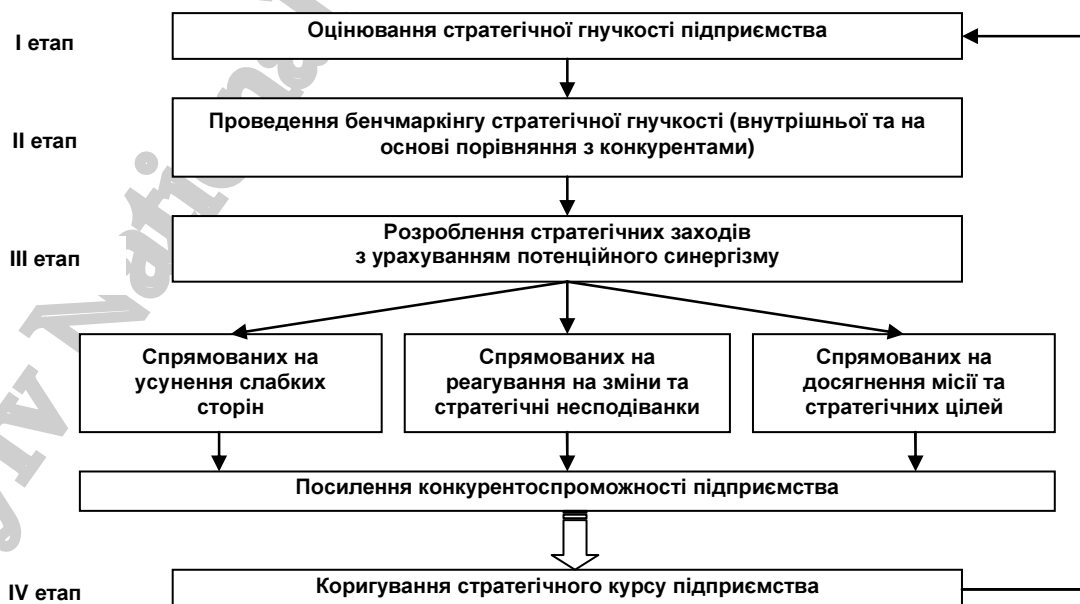 I етап
Оцінювання стратегічної гнучкості підприємства
II етап
Проведення бенчмаркінгу стратегічної гнучкості (внутрішньої та на
основі порівняння з конкурентами)
III етап
Розроблення стратегічних заходів
з урахуванням потенційного синергізму
Спрямованих на
усунення слабких
сторін
Спрямованих на
реагування на зміни та
стратегічні несподіванки
Спрямованих на
досягнення місії та
стратегічних цілей
Посилення конкурентоспроможності підприємства
IV етап
Коригування стратегічного курсу підприємства